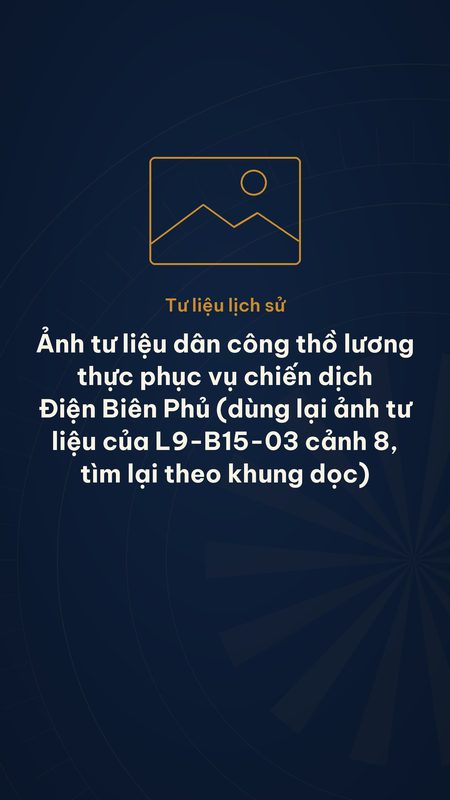 Tư liệu lịch sử
Ảnh tư liệu dân công thồ lương
thực phục vụ chiến dịch
Điện Biên Phủ (dùng lại ảnh tư
liệu của L9-B15-03 cảnh 8,
tìm lại theo khung dọc)